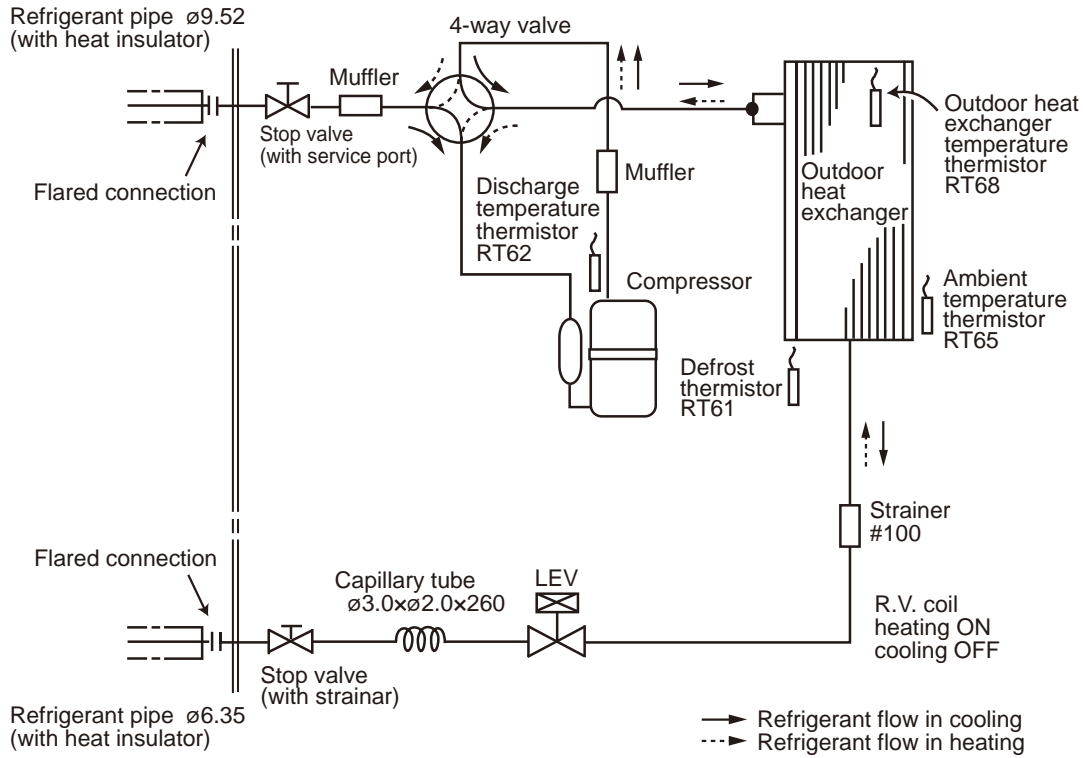 Refrigerant pipe ø9.52
(with heat insulator)
4-way valve
Muffler
Stop valve
(with service port)
Flared connection
Discharge
temperature
thermistor
RT62
Muffler
Compressor
Outdoor
heat
exchanger
Outdoor heat
exchanger
temperature
thermistor
RT68
Ambient
temperature
thermistor
RT65
Defrost
thermistor
RT61
Strainer
#100
Flared connection
Capillary tube
ø3.0×ø2.0×260
LEV
R.V. coil
heating ON
cooling OFF
Stop valve
(with strainar)
Refrigerant pipe ø6.35
(with heat insulator)
Refrigerant flow in cooling
Refrigerant flow in heating